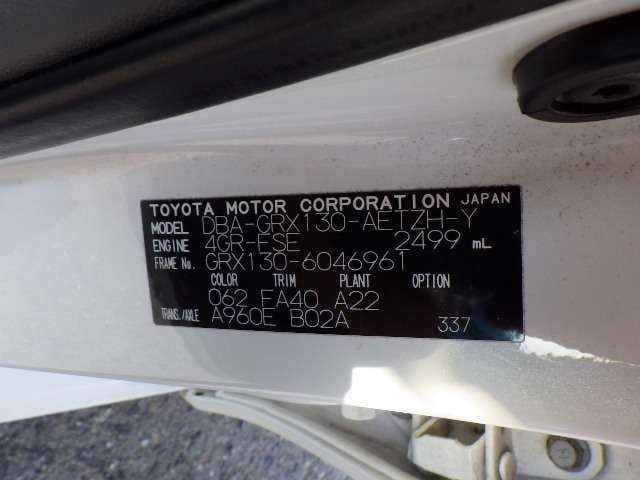 TOYOTA MOTOR CORPORATION JAPAN
MODEL DBA-GRX130-AETZH-Y
ENGINE 4GR-FSE 2499 mL
FRAME No. GRX130-6046961
COLOR TRIM PLANT OPTION
062 FA40 A22
TRANS./AXLE A960E B02A 337